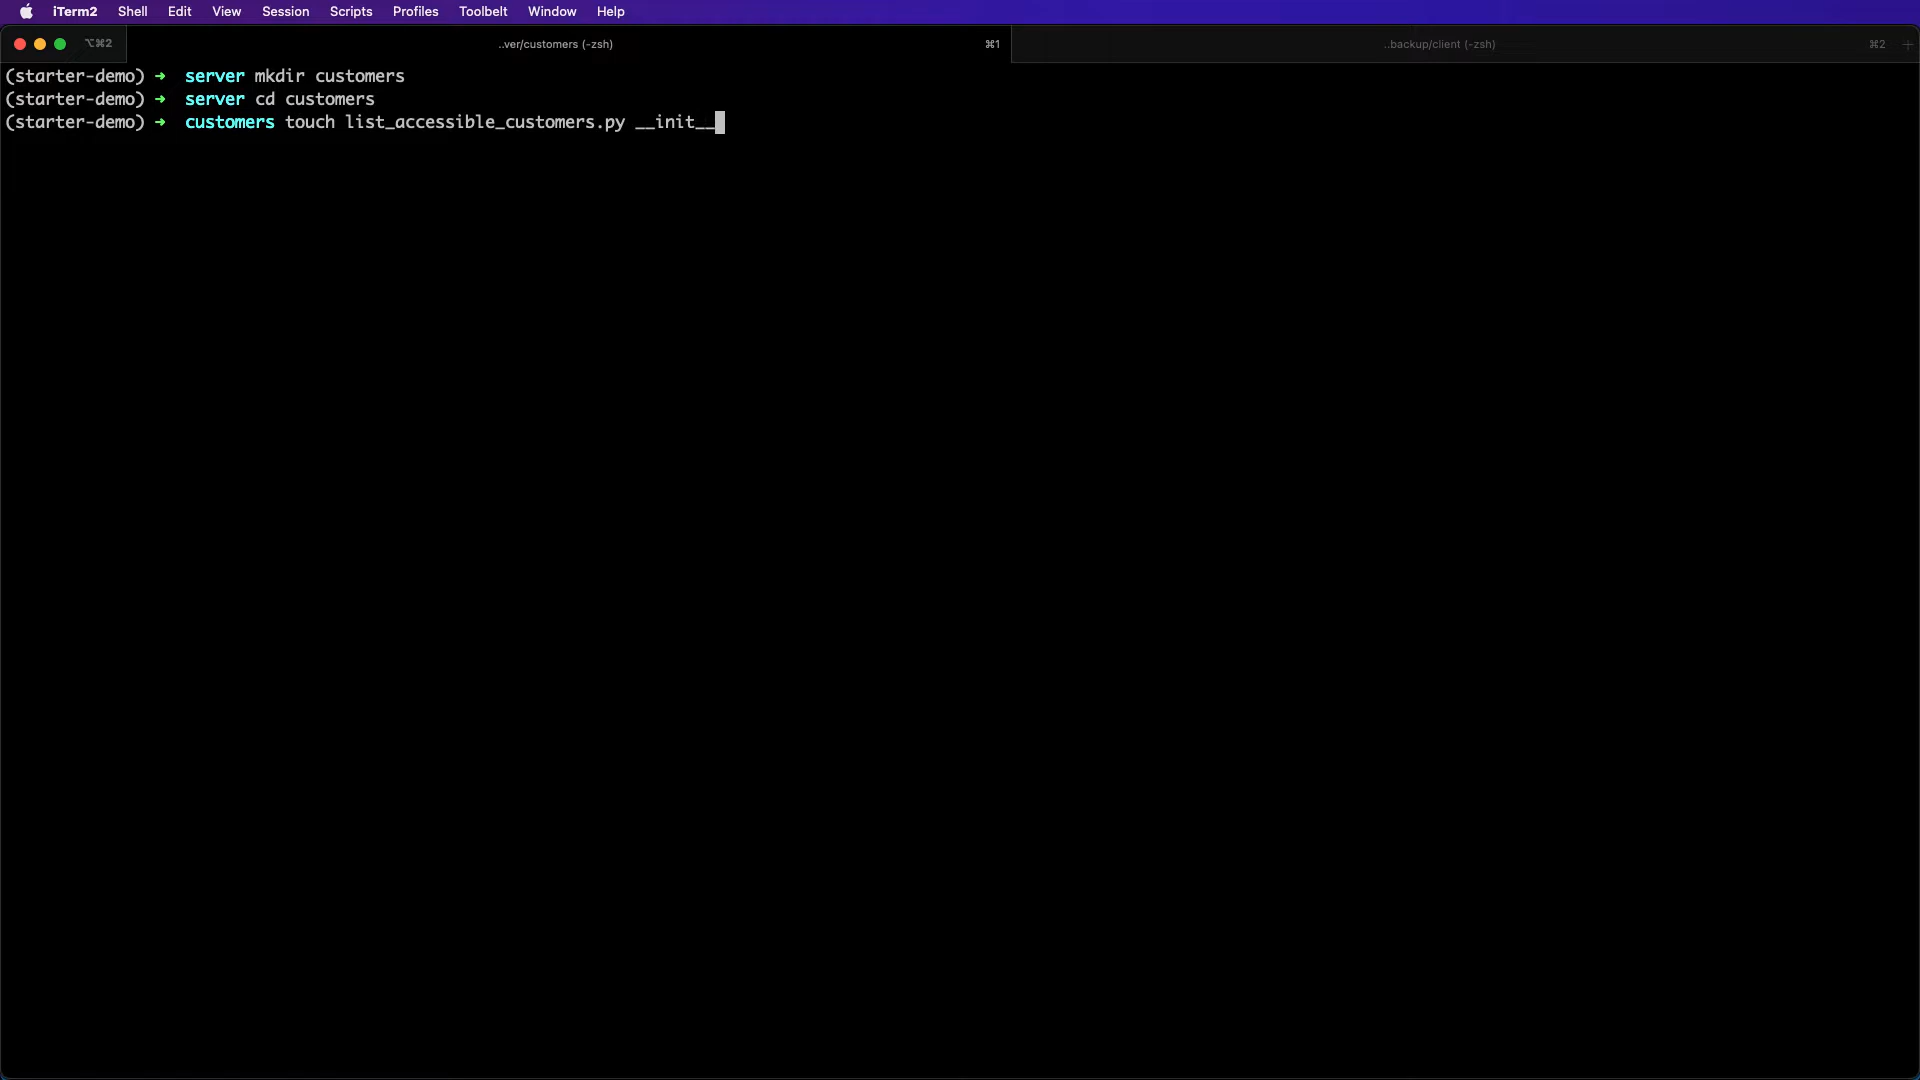 iTerm2 Shell Edit View Session Scripts Profiles Toolbelt Window Help
⌥⌘2 ..ver/customers (-zsh) ⌘1 ..backup/client (-zsh) ⌘2 +
(starter-demo) ➜ server mkdir customers
(starter-demo) ➜ server cd customers
(starter-demo) ➜ customers touch list_accessible_customers.py __init__